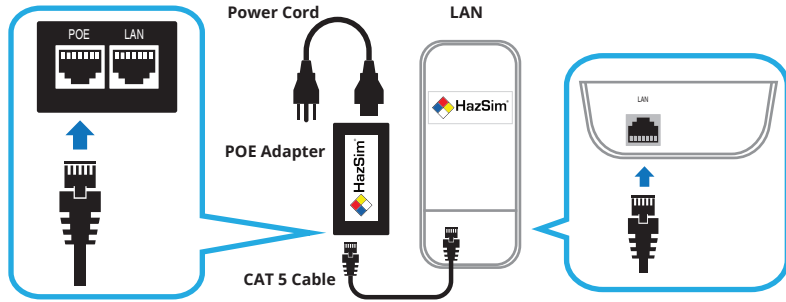 Power Cord
LAN
POE LAN
HazSim
LAN
POE Adapter
HazSim
CAT 5 Cable